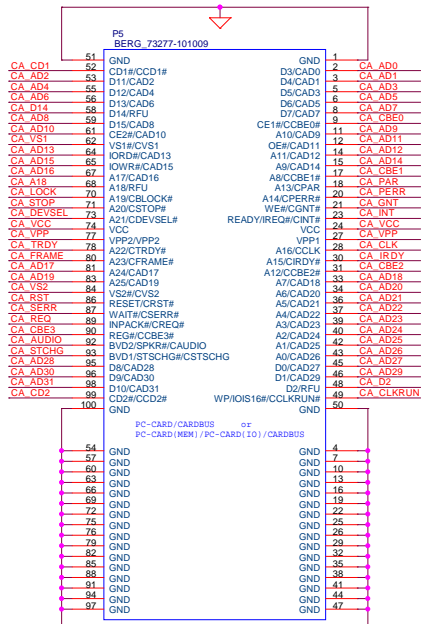 P5
BERG_73277-101009
51 GND GND 1
CA_CD1 52 CD1#/CCD1# D3/CAD0 2 CA_AD0
CA_AD2 53 D11/CAD2 D4/CAD1 3 CA_AD1
CA_AD4 55 D12/CAD4 D5/CAD3 5 CA_AD3
CA_AD6 56 D13/CAD6 D6/CAD5 6 CA_AD5
CA_D14 58 D14/RFU D7/CAD7 8 CA_AD7
CA_AD8 59 D15/CAD8 CE1#/CCBE0# 9 CA_CBE0
CA_AD10 61 CE2#/CAD10 A10/CAD9 11 CA_AD9
CA_VS1 62 VS1#/CVS1 OE#/CAD11 12 CA_AD11
CA_AD13 64 IORD#/CAD13 A11/CAD12 14 CA_AD12
CA_AD15 65 IOWR#/CAD15 A9/CAD14 15 CA_AD14
CA_AD16 67 A17/CAD16 A8/CCBE1# 17 CA_CBE1
CA_A18 68 A18/RFU A13/CPAR 18 CA_PAR
CA_LOCK 70 A19/CBLOCK# A14/CPERR# 20 CA_PERR
CA_STOP 71 A20/CSTOP# WE#/CGNT# 21 CA_GNT
CA_DEVSEL 73 A21/CDEVSEL# READY/IREQ#/CINT# 23 CA_INT
CA_VCC 74 VCC VCC 24 CA_VCC
CA_VPP 77 VPP2/VPP2 VPP1 27 CA_VPP
CA_TRDY 78 A22/CTRDY# A16/CCLK 28 CA_CLK
CA_FRAME 80 A23/CFRAME# A15/CIRDY# 30 CA_IRDY
CA_AD17 81 A24/CAD17 A12/CCBE2# 31 CA_CBE2
CA_AD19 83 A25/CAD19 A7/CAD18 33 CA_AD18
CA_VS2 84 VS2#/CVS2 A6/CAD20 34 CA_AD20
CA_RST 86 RESET/CRST# A5/CAD21 36 CA_AD21
CA_SERR 87 WAIT#/CSERR# A4/CAD22 37 CA_AD22
CA_REQ 89 INPACK#/CREQ# A3/CAD23 39 CA_AD23
CA_CBE3 90 REG#/CCBE3# A2/CAD24 40 CA_AD24
CA_AUDIO 92 BVD2/SPKR#/CAUDIO A1/CAD25 42 CA_AD25
CA_STCHG 93 BVD1/STSCHG#/CSTSCHG A0/CAD26 43 CA_AD26
CA_AD28 95 D8/CAD28 D0/CAD27 45 CA_AD27
CA_AD30 96 D9/CAD30 D1/CAD29 46 CA_AD29
CA_AD31 98 D10/CAD31 D2/RFU 48 CA_D2
CA_CD2 99 CD2#/CCD2# WP/IOIS16#/CCLKRUN# 49 CA_CLKRUN
100 GND GND 50
PC-CARD/CARDBUS or
PC-CARD(MEM)/PC-CARD(IO)/CARDBUS
54 GND GND 4
57 GND GND 7
60 GND GND 10
63 GND GND 13
66 GND GND 16
69 GND GND 19
72 GND GND 22
75 GND GND 25
76 GND GND 26
79 GND GND 29
82 GND GND 32
85 GND GND 35
88 GND GND 38
91 GND GND 41
94 GND GND 44
97 GND GND 47